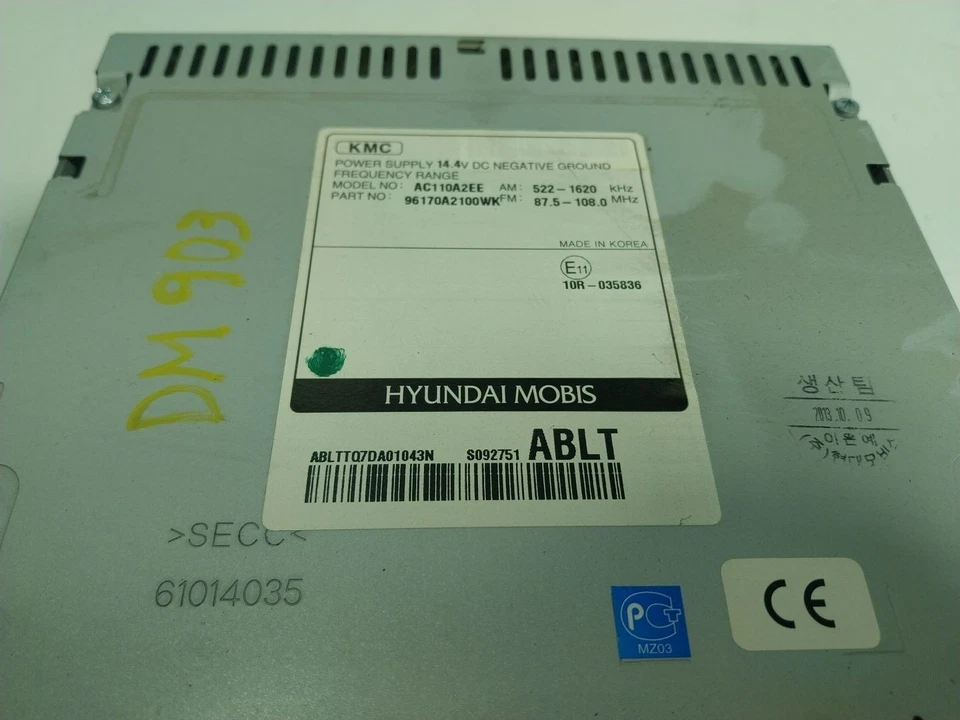 KMC
POWER SUPPLY 14.4V DC NEGATIVE GROUND
FREQUENCY RANGE
MODEL NO: AC110A2EE AM: 522-1620 KHz
PART NO: 96170A2100WK FM: 87.5-108.0 MHz
MADE IN KOREA
E11
10R-035836
HYUNDAI MOBIS
ABLTTQ7DA01043N S092751 ABLT
DM 903
>SECC<
61014035
생산팀
2013.10.09
PCT
MZ03
CE